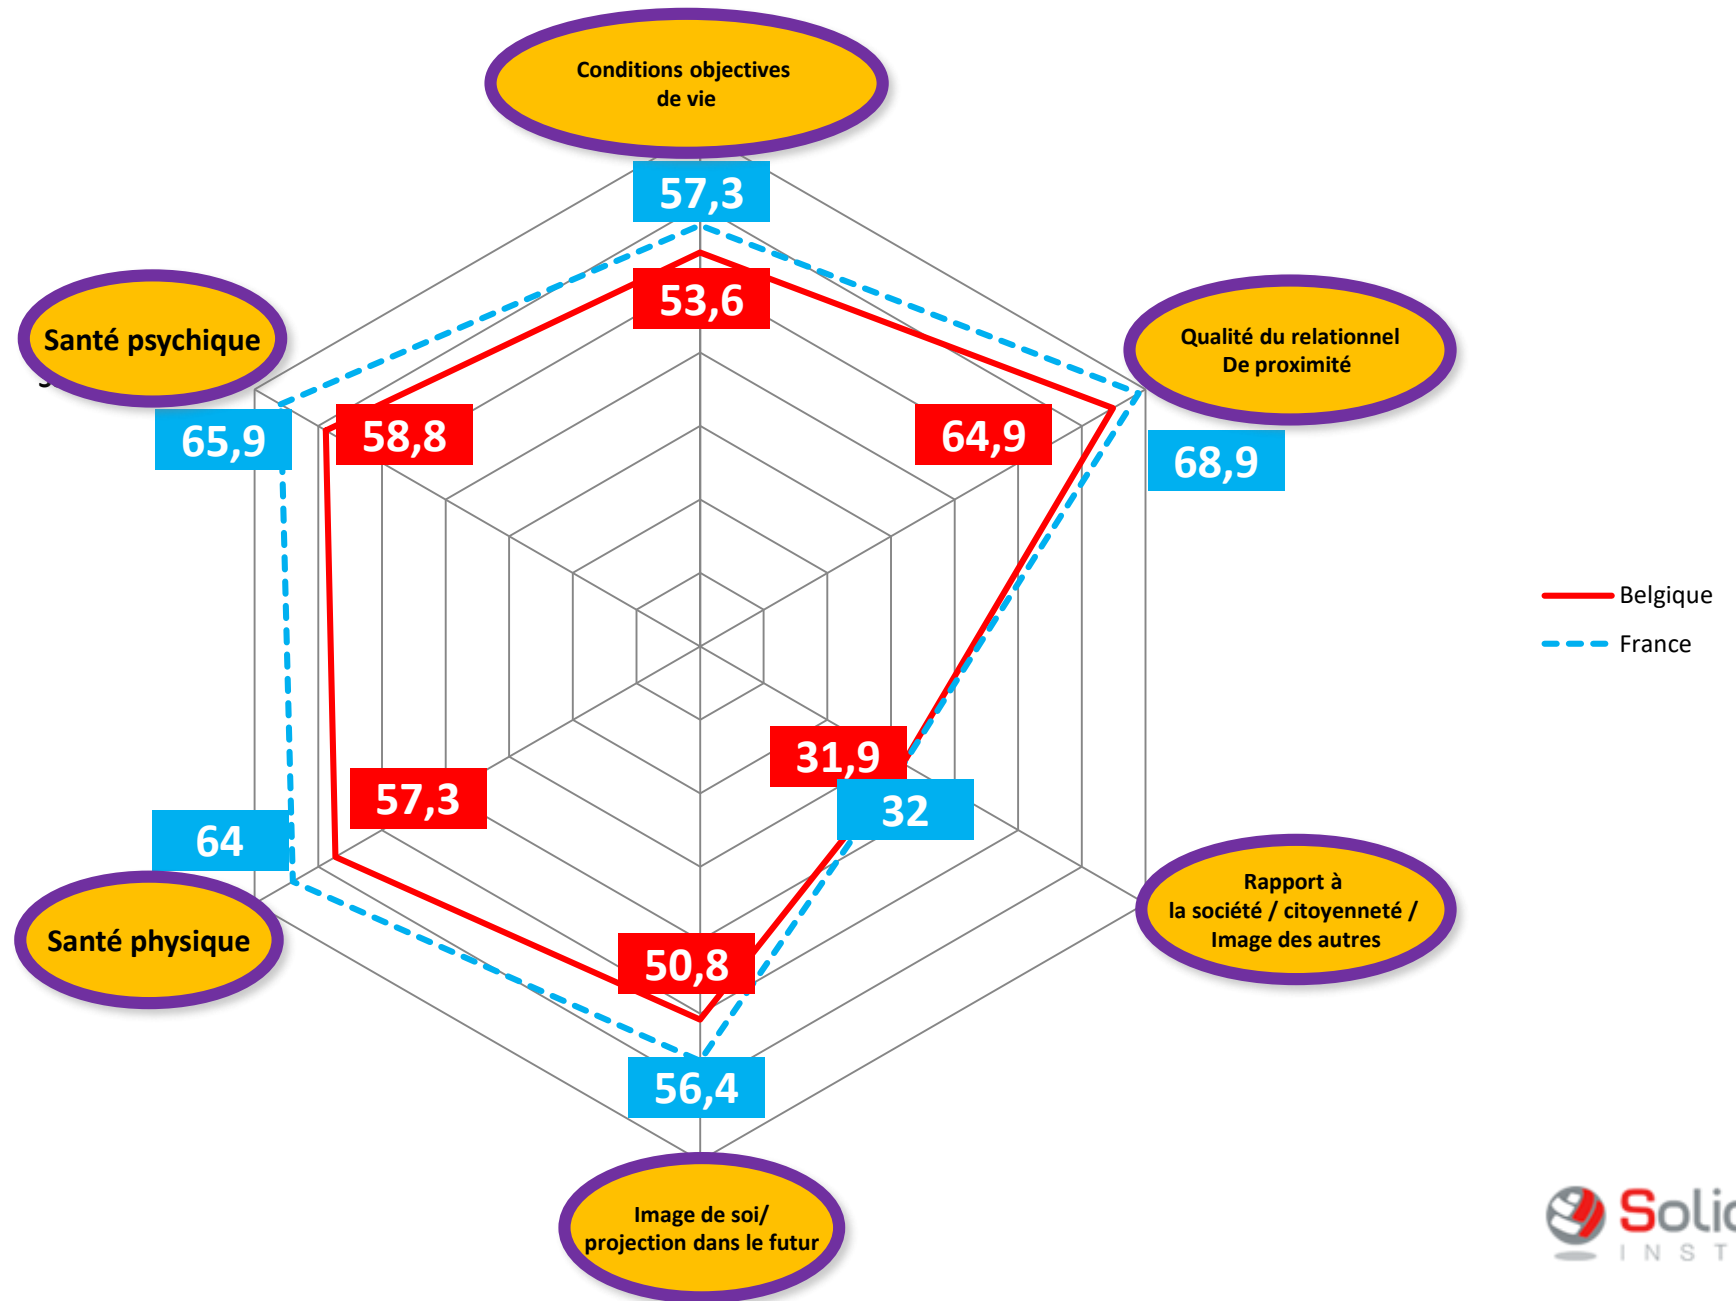 Conditions objectives
de vie
57,3
53,6
Santé psychique
65,9
58,8
Qualité du relationnel
De proximité
64,9
68,9
Belgique
France
31,9
32
57,3
64
Santé physique
Rapport à
la société / citoyenneté /
Image des autres
50,8
56,4
Image de soi/
projection dans le futur
Solid
INST